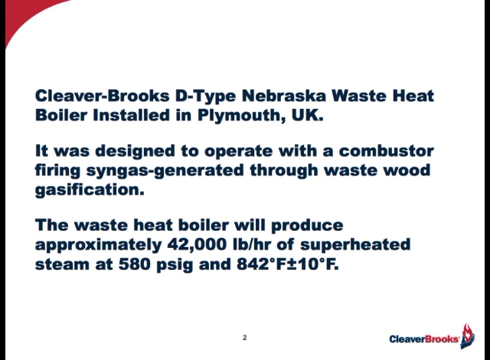 Cleaver-Brooks D-Type Nebraska Waste Heat
Boiler Installed in Plymouth, UK.
It was designed to operate with a combustor
firing syngas-generated through waste wood
gasification.
The waste heat boiler will produce
approximately 42,000 lb/hr of superheated
steam at 580 psig and 842°F±10°F.
2
CleaverBrooks